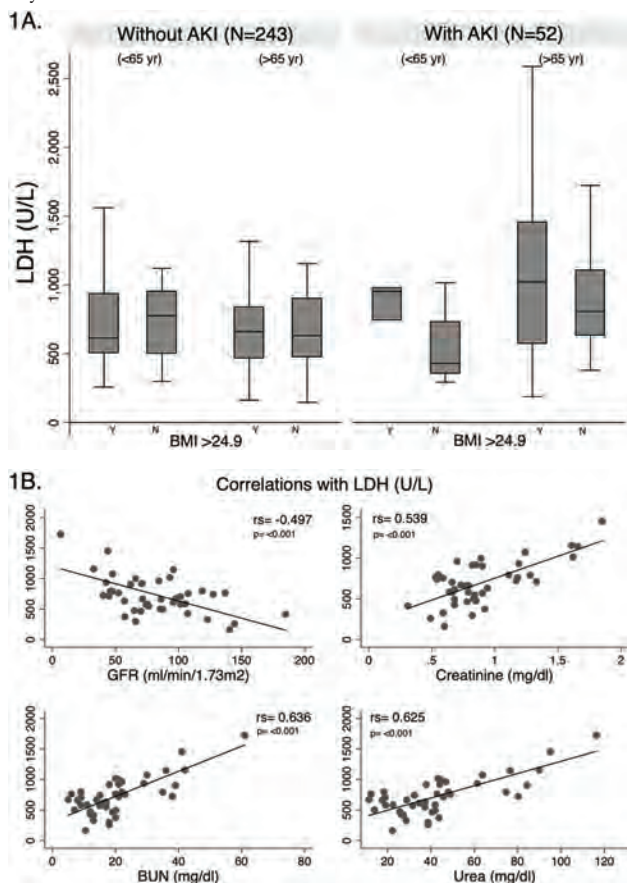 1A.
Without AKI (N=243) With AKI (N=52)
(<65 yr) (>65 yr) (<65 yr) (>65 yr)
LDH (U/L)
2,500
2,000
1,500
1,000
500
0
Y N Y N Y N Y N
BMI >24.9 BMI >24.9
1B.
Correlations with LDH (U/L)
rs= -0.497
p= <0.001
2000
1500
1000
500
0
0 50 100 150 200
GFR (ml/min/1.73m2)
rs= 0.539
p= <0.001
1500
1000
500
0
0 .5 1 1.5 2
Creatinine (mg/dl)
rs= 0.636
p= <0.001
2000
1500
1000
500
0
0 20 40 60 80
BUN (mg/dl)
rs= 0.625
p= <0.001
2000
1500
1000
500
0
20 40 60 80 100 120
Urea (mg/dl)